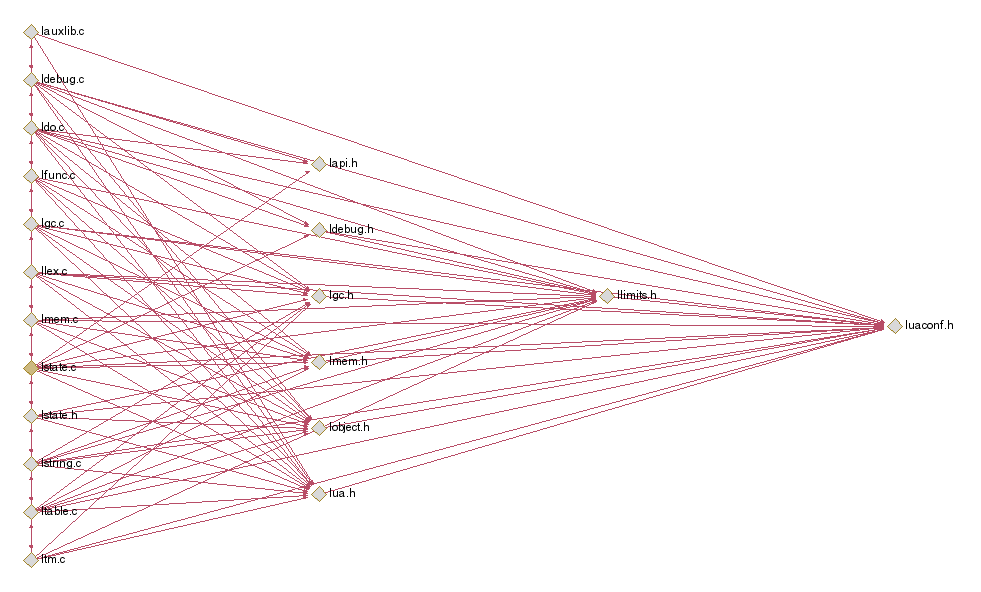 lauxlib.c
ldebug.c
ldo.c
lfunc.c
lgc.c
llex.c
lmem.c
lstate.c
lstate.h
lstring.c
ltable.c
ltm.c
lapi.h
ldebug.h
lgc.h
lmem.h
lobject.h
lua.h
llimits.h
luaconf.h